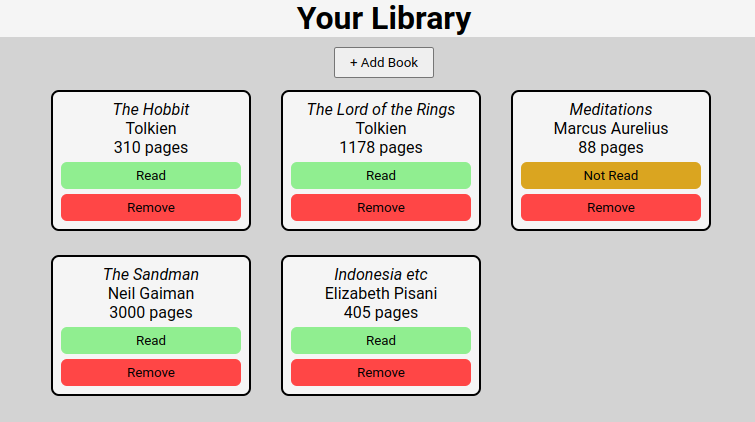 Your Library
+ Add Book
The Hobbit
Tolkien
310 pages
Read
Remove
The Lord of the Rings
Tolkien
1178 pages
Read
Remove
Meditations
Marcus Aurelius
88 pages
Not Read
Remove
The Sandman
Neil Gaiman
3000 pages
Read
Remove
Indonesia etc
Elizabeth Pisani
405 pages
Read
Remove